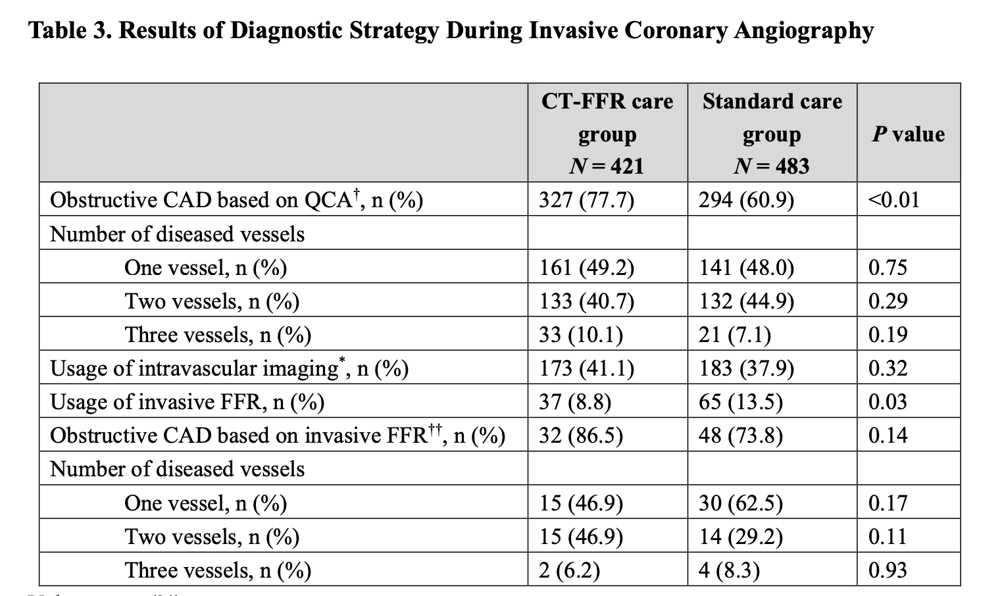 Table 3. Results of Diagnostic Strategy During Invasive Coronary Angiography
CT-FFR care group N = 421 Standard care group N = 483 P value
Obstructive CAD based on QCA†, n (%) 327 (77.7) 294 (60.9) <0.01
Number of diseased vessels
One vessel, n (%) 161 (49.2) 141 (48.0) 0.75
Two vessels, n (%) 133 (40.7) 132 (44.9) 0.29
Three vessels, n (%) 33 (10.1) 21 (7.1) 0.19
Usage of intravascular imaging*, n (%) 173 (41.1) 183 (37.9) 0.32
Usage of invasive FFR, n (%) 37 (8.8) 65 (13.5) 0.03
Obstructive CAD based on invasive FFR††, n (%) 32 (86.5) 48 (73.8) 0.14
Number of diseased vessels
One vessel, n (%) 15 (46.9) 30 (62.5) 0.17
Two vessels, n (%) 15 (46.9) 14 (29.2) 0.11
Three vessels, n (%) 2 (6.2) 4 (8.3) 0.93